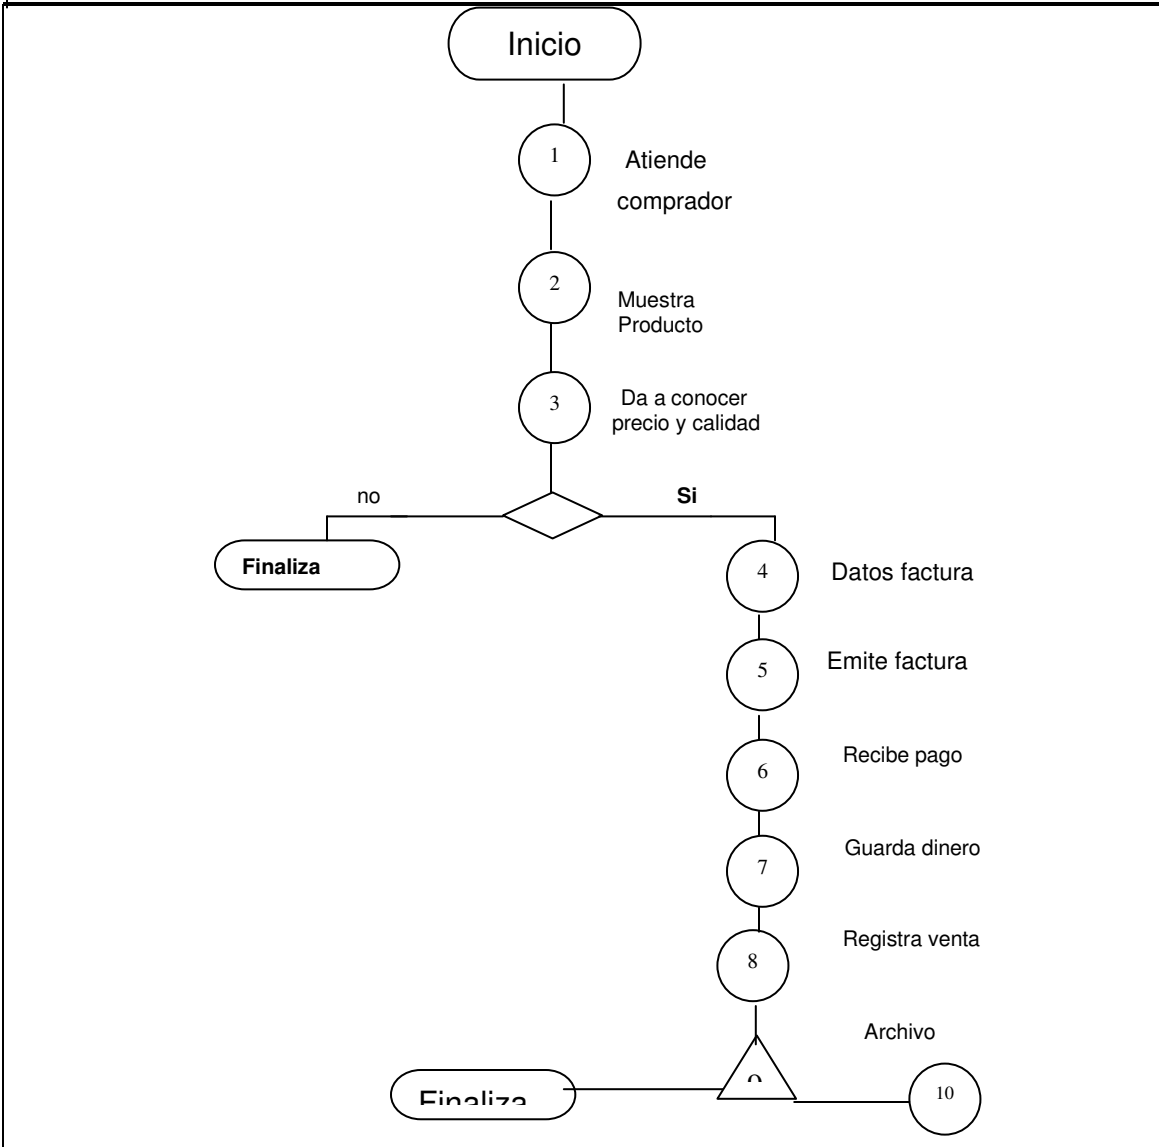 Inicio
1
Atiende
comprador
2
Muestra
Producto
3
Da a conocer
precio y calidad
no
Si
Finaliza
4
Datos factura
5
Emite factura
6
Recibe pago
7
Guarda dinero
8
Registra venta
Archivo
10
Finaliza